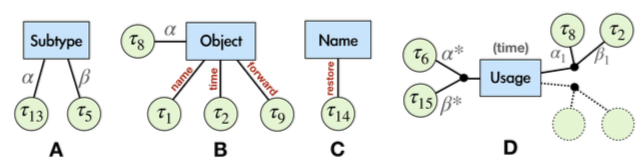 Subtype
α
β
τ13
τ5
A
τ8
α
Object
name
time
forward
τ1
τ2
τ9
B
Name
restore
τ14
C
τ6
α*
τ15
β*
(time)
Usage
τ8
τ2
α1
β1
D